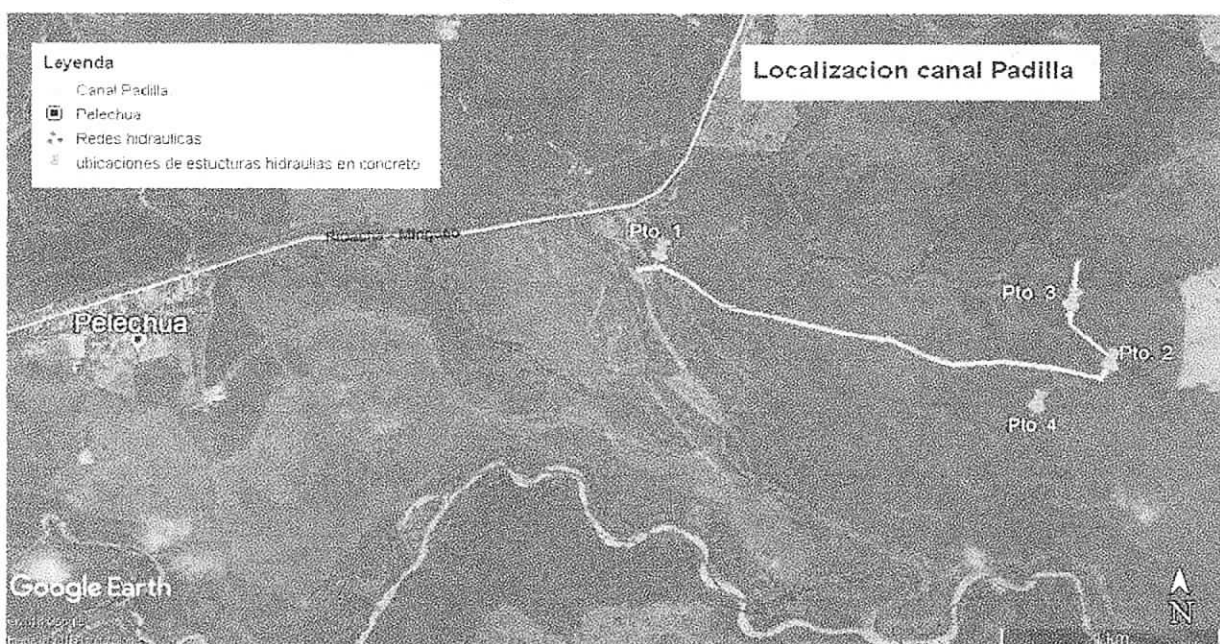 Leyenda
Canal Padilla
Pelechua
Redes hidraulicas
ubicaciones de estucturas hidraulias en concreto
Localizacion canal Padilla
Pto. 1
Pto. 3
Pelechua
Pto. 2
Pto. 4
Google Earth
N
km